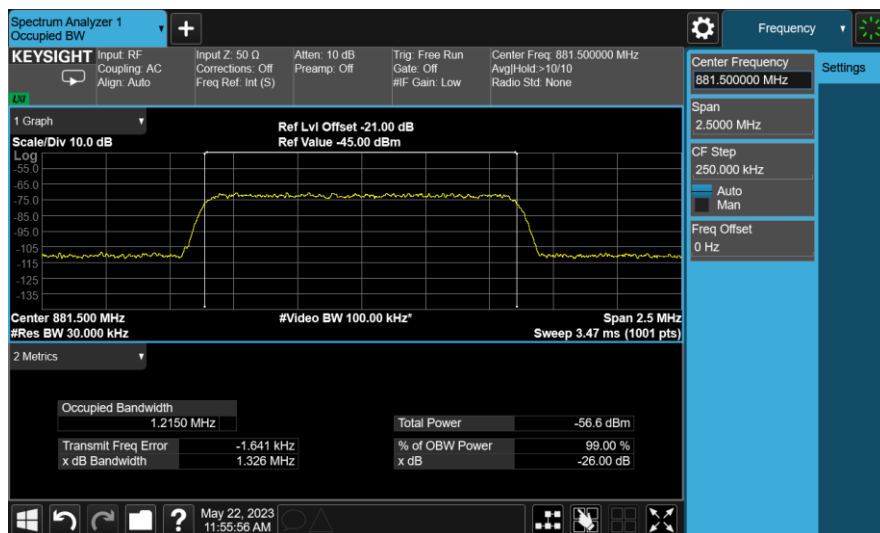 Spectrum Analyzer 1
Occupied BW
Frequency
KEYSIGHT
LXI
Input: RF
Coupling: AC
Align: Auto
Input Z: 50 Ω
Corrections: Off
Freq Ref: Int (S)
Atten: 10 dB
Preamp: Off
Trig: Free Run
Gate: Off
#IF Gain: Low
Center Freq: 881.500000 MHz
Avg|Hold:>10/10
Radio Std: None
1 Graph
Scale/Div 10.0 dB
Ref Lvl Offset -21.00 dB
Ref Value -45.00 dBm
Log
-55.0
-65.0
-75.0
-85.0
-95.0
-105
-115
-125
-135
Center 881.500 MHz
#Res BW 30.000 kHz
#Video BW 100.00 kHz*
Span 2.5 MHz
Sweep 3.47 ms (1001 pts)
2 Metrics
Occupied Bandwidth
1.2150 MHz
Transmit Freq Error -1.641 kHz
x dB Bandwidth 1.326 MHz
Total Power -56.6 dBm
% of OBW Power 99.00 %
x dB -26.00 dB
Center Frequency
881.500000 MHz
Span
2.5000 MHz
CF Step
250.000 kHz
Auto
Man
Freq Offset
0 Hz
Settings
?
May 22, 2023
11:55:56 AM